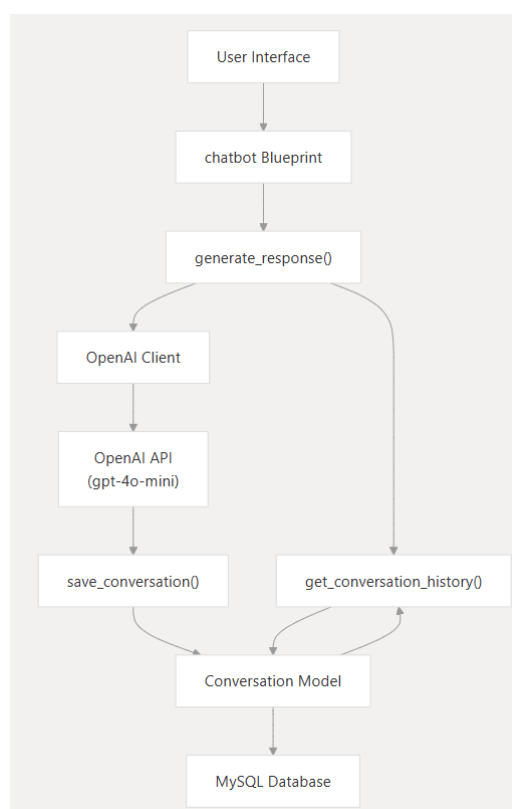 User Interface
chatbot Blueprint
generate_response()
OpenAI Client
OpenAI API
(gpt-4o-mini)
save_conversation()
get_conversation_history()
Conversation Model
MySQL Database